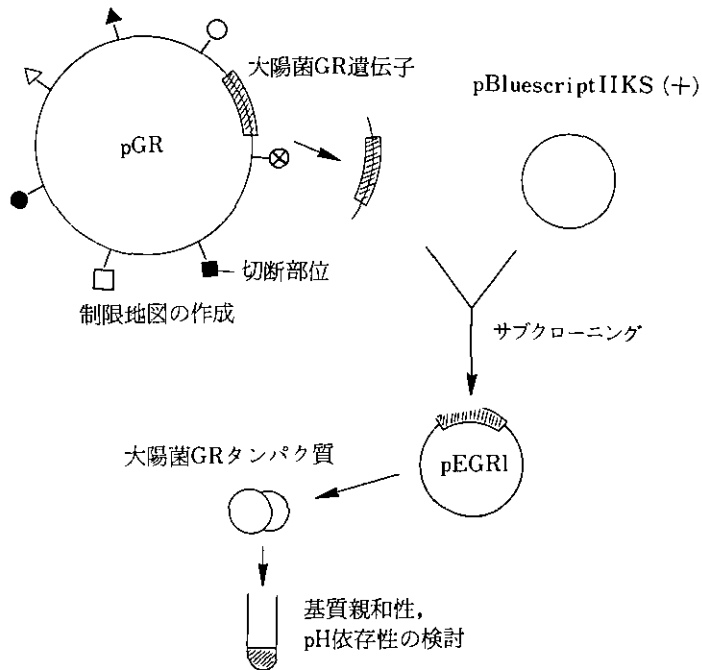 大陽菌GR遺伝子
pBluescriptIIKS (+)
pGR
切断部位
制限地図の作成
サブクローニング
大陽菌GRタンパク質
pEGR1
基質親和性,
pH依存性の検討